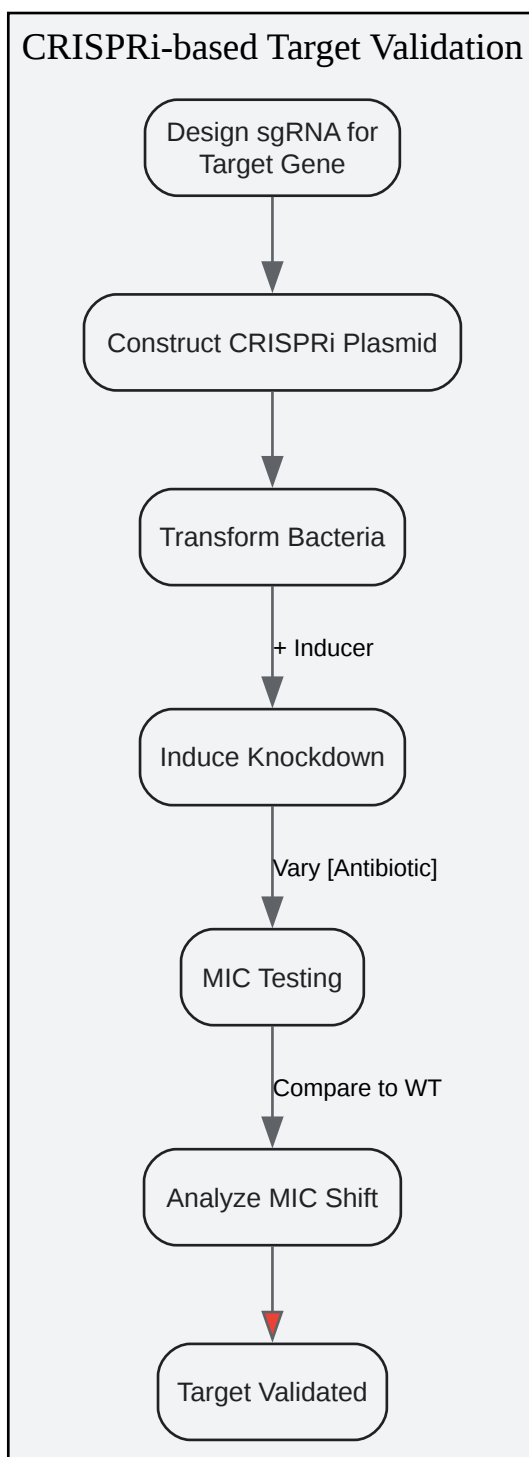 CRISPRi-based Target Validation
Design sgRNA for
Target Gene
Construct CRISPRi Plasmid
Transform Bacteria
+ Inducer
Induce Knockdown
Vary [Antibiotic]
MIC Testing
Compare to WT
Analyze MIC Shift
Target Validated